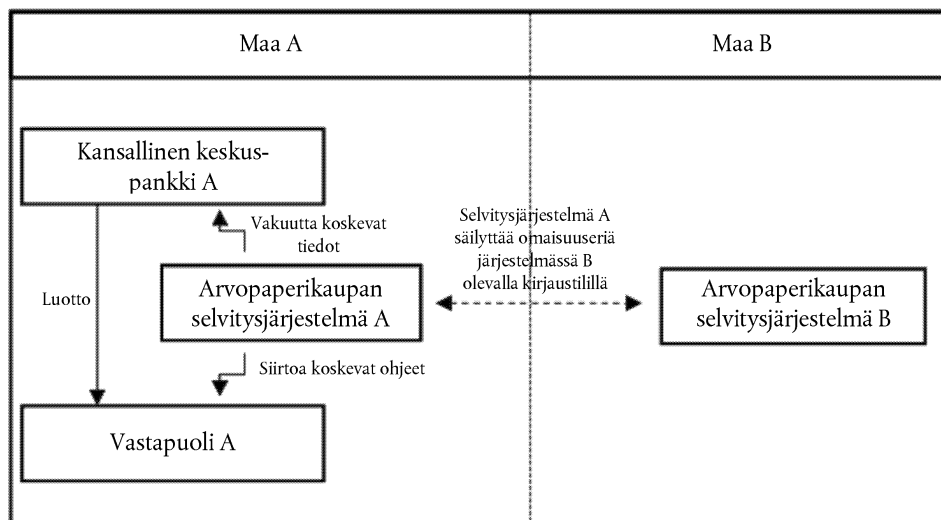 Maa A
Maa B
Kansallinen keskus-
pankki A
Vakuutta koskevat
tiedot
Selvitysjärjestelmä A
säilyttää omaisuuseriä
järjestelmässä B
olevalla kirjaustilillä
Luotto
Arvopaperikaupan
selvitysjärjestelmä A
Arvopaperikaupan
selvitysjärjestelmä B
Siirtoa koskevat ohjeet
Vastapuoli A